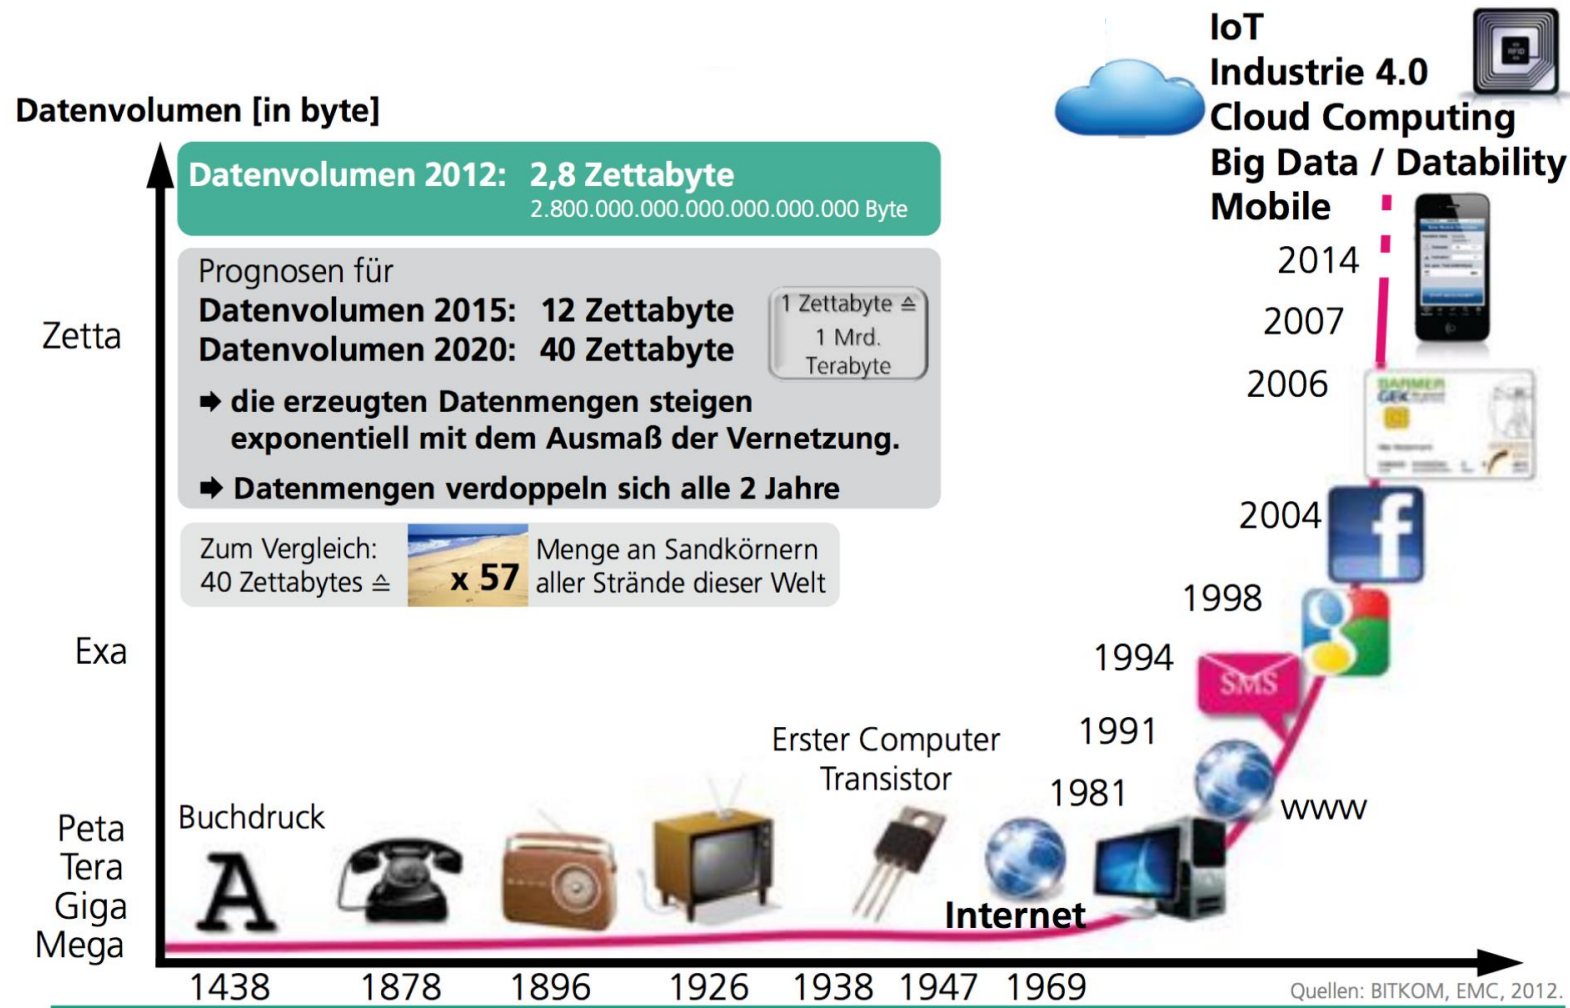 IoT
Industrie 4.0
Cloud Computing
Big Data / Databilty
Mobile
RFID
Datenvolumen [in byte]
Datenvolumen 2012: 2,8 Zettabyte
2.800.000.000.000.000.000.000 Byte
Prognosen für
Datenvolumen 2015: 12 Zettabyte
Datenvolumen 2020: 40 Zettabyte
1 Zettabyte ≙
1 Mrd.
Terabyte
➡ die erzeugten Datenmengen steigen
exponentiell mit dem Ausmaß der Vernetzung.
➡ Datenmengen verdoppeln sich alle 2 Jahre
Zum Vergleich:
40 Zettabytes ≙
x 57
Menge an Sandkörnern
aller Strände dieser Welt
Zetta
Exa
Peta
Tera
Giga
Mega
2014
2007
2006
BARMER
GEK
2004
f
1998
g
1994
SMS
1991
1981
www
Erster Computer
Transistor
Buchdruck
A
Internet
1438 1878 1896 1926 1938 1947 1969
Quellen: BITKOM, EMC, 2012.